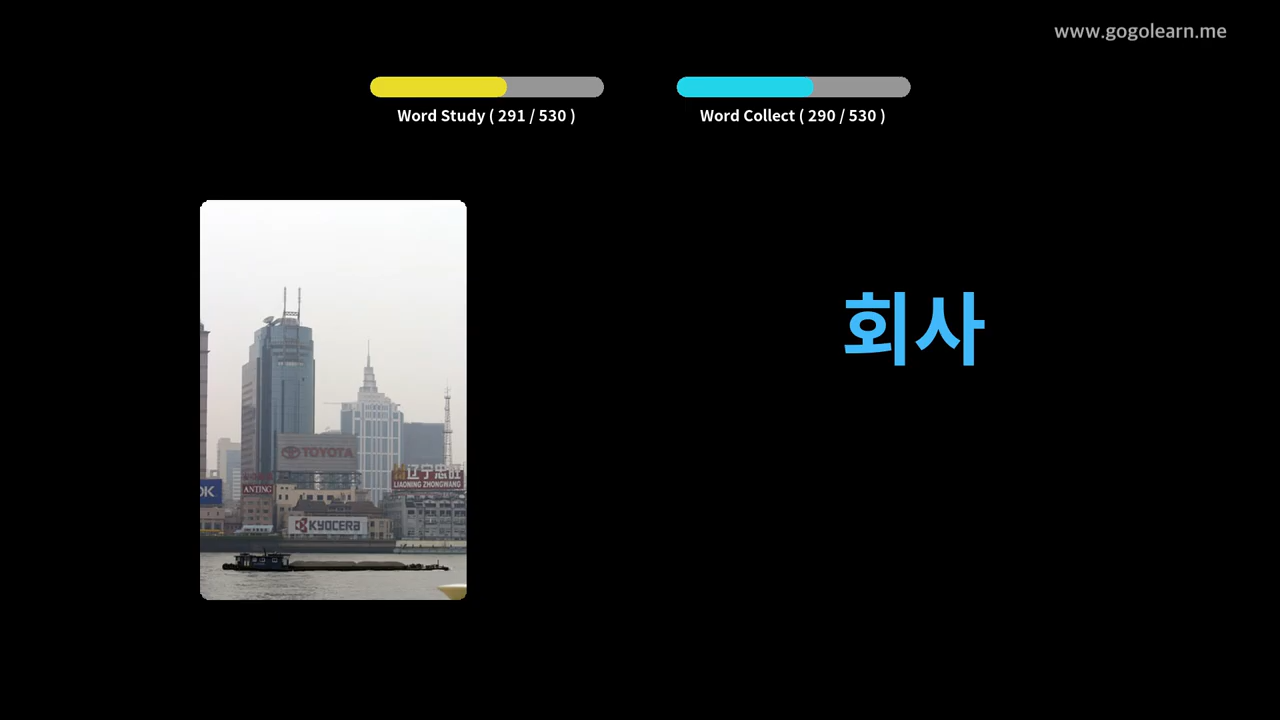 www.gogolearn.me
Word Study ( 291 / 530 )
Word Collect ( 290 / 530 )
회사
TOYOTA
辽宁忠旺
LIAONING ZHONGWANG
OK
ANTING
KYOCERA